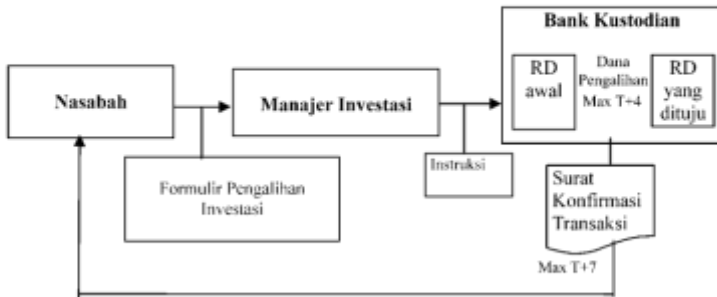 Nasabah
Formulir Pengalihan
Investasi
Manajer Investasi
Instruksi
Bank Kustodian
RD
awal
Dana
Pengalihan
Max T+4
RD
yang
dituju
Surat
Konfirmasi
Transaksi
Max T+7